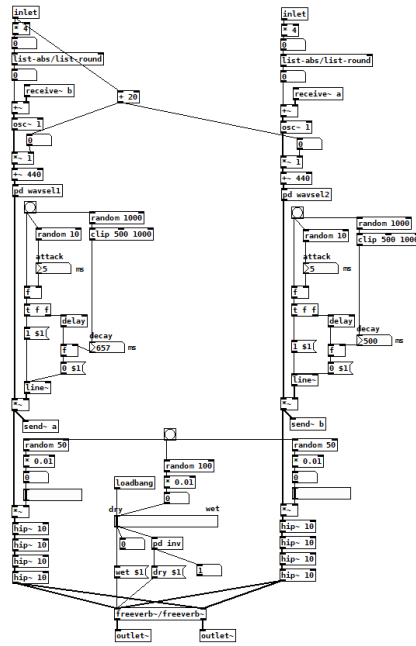 inlet
* 4
0
list-abs/list-round
0
receive~ b
+~
osc~ 1
0
*~ 1
+~ 440
pd wavsel1
+ 20
inlet
* 4
0
list-abs/list-round
0
receive~ a
+~
osc~ 1
0
*~ 1
+~ 440
pd wavsel2
random 1000
random 10
clip 500 1000
attack
5 ms
f
t f f
delay
1 $1
decay
f
657 ms
0 $1
line~
*~
send~ a
random 1000
random 10
clip 500 1000
attack
5 ms
f
t f f
delay
decay
1 $1
f
500 ms
0 $1
line~
*~
send~ b
random 50
* 0.01
0
*~
hip~ 10
hip~ 10
hip~ 10
hip~ 10
random 100
loadbang
* 0.01
0
dry
wet
0
pd inv
wet $1
dry $1
1
random 50
* 0.01
0
*~
hip~ 10
hip~ 10
hip~ 10
hip~ 10
freeverb~/freeverb~
outlet~
outlet~